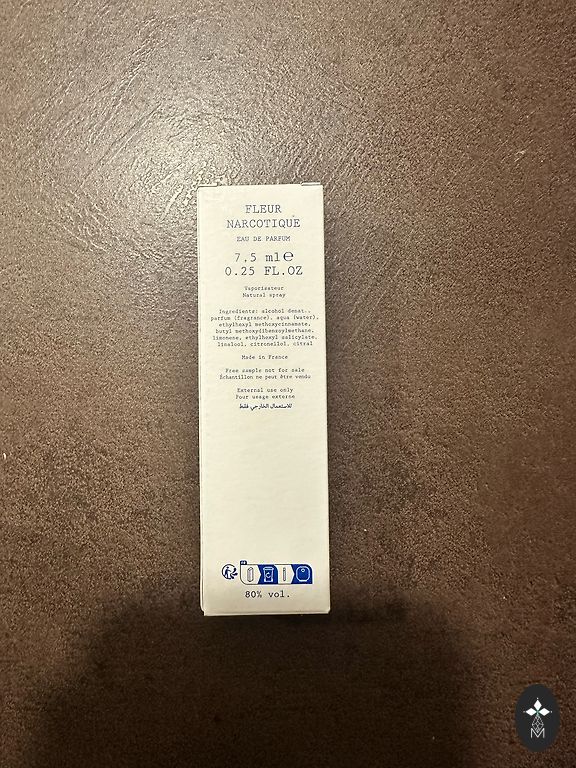 FLEUR
NARCOTIQUE
EAU DE PARFUM
7.5 ml℮
0.25 FL.OZ
Vaporisateur
Natural spray
Ingredients: alcohol denat.,
parfum (fragrance), aqua (water),
ethylhexyl methoxycinnamate,
butyl methoxydibenzoylmethane,
limonene, ethylhexyl salicylate,
linalool, citronellol, citral
Made in France
Free sample not for sale
Échantillon ne peut être vendu
External use only
Pour usage externe
للاستعمال الخارجي فقط
80% vol.
M